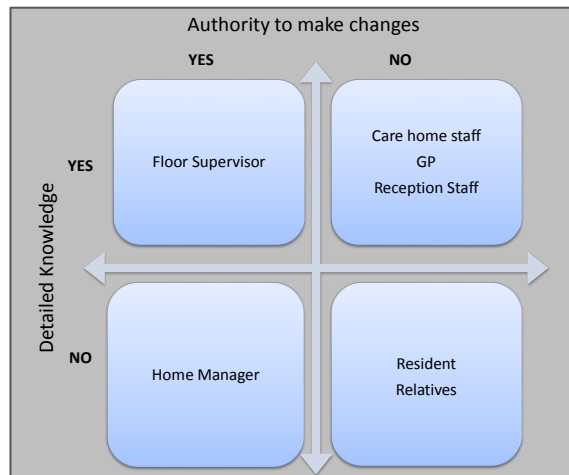 Authority to make changes
YES
NO
Detailed Knowledge
YES
Floor Supervisor
Care home staff
GP
Reception Staff
NO
Home Manager
Resident
Relatives